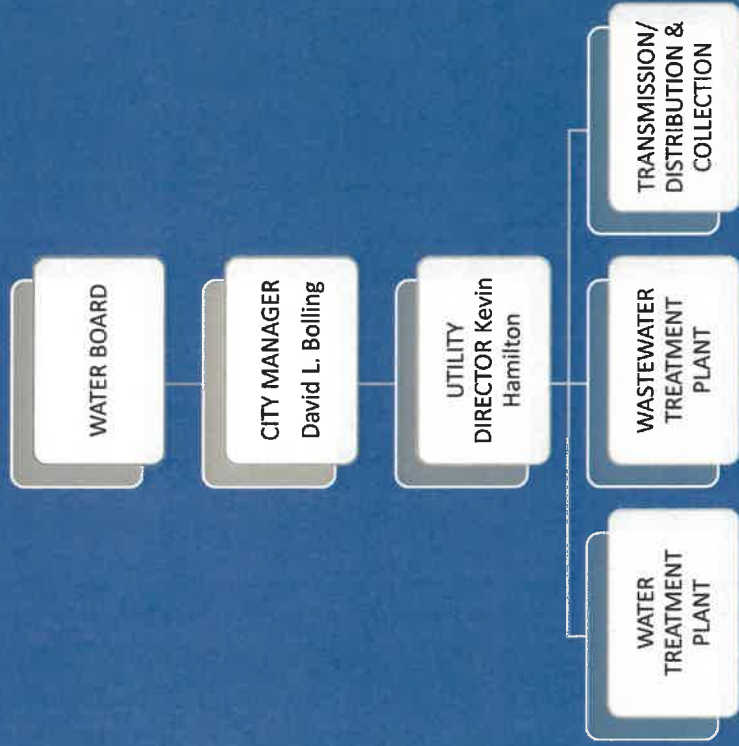 WATER BOARD
CITY MANAGER
David L. Bolling
UTILITY
DIRECTOR Kevin
Hamilton
WATER
TREATMENT
PLANT
WASTEWATER
TREATMENT
PLANT
TRANSMISSION/
DISTRIBUTION &
COLLECTION